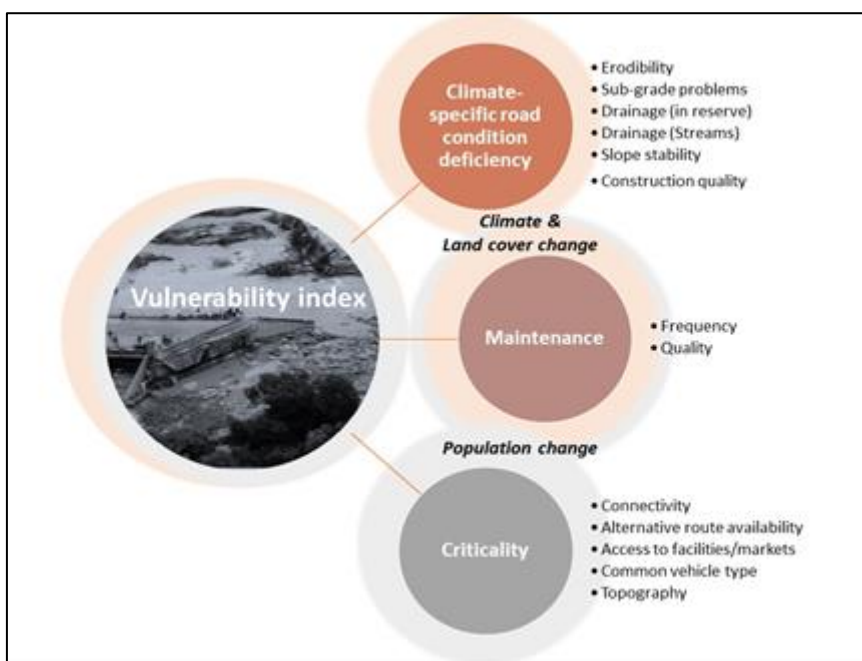 Climate-
specific road
condition
deficiency
• Erodibility
• Sub-grade problems
• Drainage (in reserve)
• Drainage (Streams)
• Slope stability
• Construction quality
Climate &
Land cover change
Vulnerability index
Maintenance
• Frequency
• Quality
Population change
Criticality
• Connectivity
• Alternative route availability
• Access to facilities/markets
• Common vehicle type
• Topography